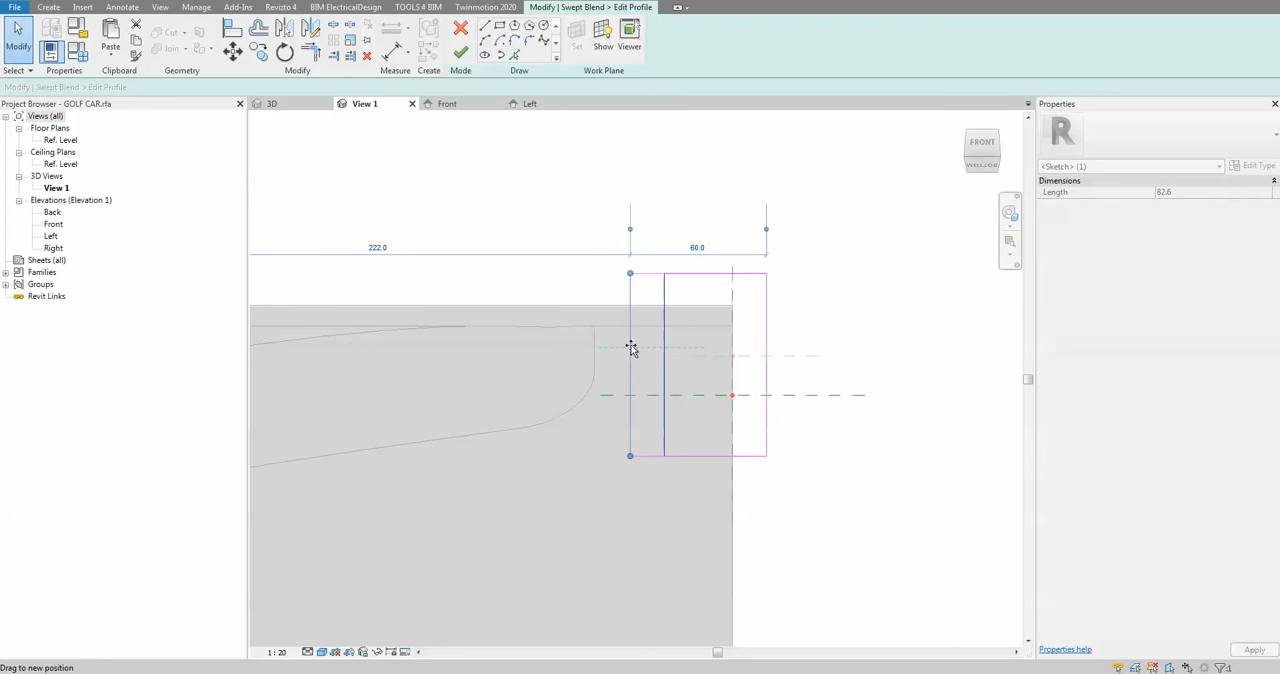 File Create Insert Annotate View Manage Add-Ins Revizto 4 BIM ElectricalDesign TOOLS 4 BIM Twinmotion 2020 Modify | Swept Blend > Edit Profile
Modify Paste Cut Join Set Show Viewer
Select Properties Clipboard Geometry Modify Measure Create Mode Draw Work Plane
Modify | Swept Blend > Edit Profile
Project Browser - GOLF CAR.rfa
Views (all)
Floor Plans
Ref. Level
Ceiling Plans
Ref. Level
3D Views
View 1
Elevations (Elevation 1)
Back
Front
Left
Right
Sheets (all)
Families
Groups
Revit Links
3D View 1 Front Left
FRONT
222.0 60.0
1 : 20
Properties
R
<Sketch> (1) Edit Type
Dimensions
Length 82.6
Properties help Apply
Drag to new position
:1